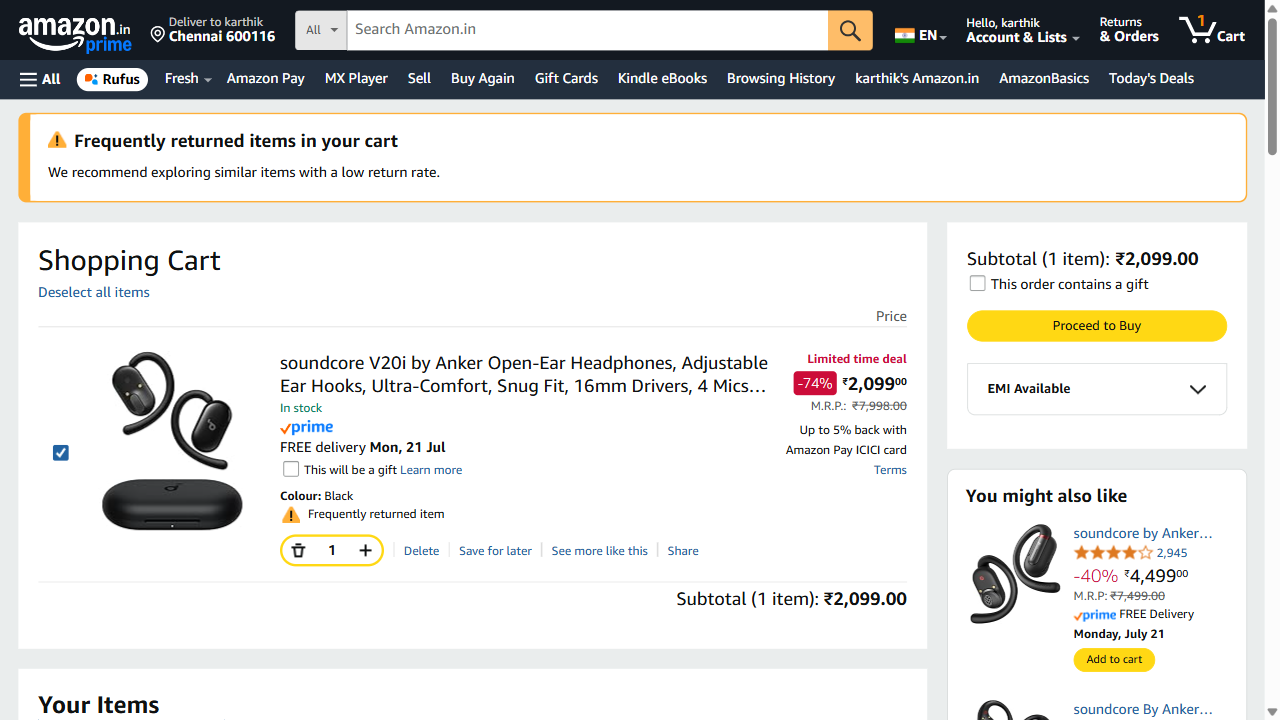 amazon.in
prime
Deliver to karthik
Chennai 600116
All
Search Amazon.in
EN
Hello, karthik
Account & Lists
Returns
& Orders
1
Cart
All
Rufus
Fresh
Amazon Pay
MX Player
Sell
Buy Again
Gift Cards
Kindle eBooks
Browsing History
karthik's Amazon.in
AmazonBasics
Today's Deals
Frequently returned items in your cart
We recommend exploring similar items with a low return rate.
Shopping Cart
Deselect all items
Price
soundcore V20i by Anker Open-Ear Headphones, Adjustable
Ear Hooks, Ultra-Comfort, Snug Fit, 16mm Drivers, 4 Mics…
In stock
prime
FREE delivery Mon, 21 Jul
This will be a gift Learn more
Colour: Black
Frequently returned item
1
Delete
Save for later
See more like this
Share
Limited time deal
-74% ₹2,09900
M.R.P.: ₹7,998.00
Up to 5% back with
Amazon Pay ICICI card
Terms
Subtotal (1 item): ₹2,099.00
Your Items
Subtotal (1 item): ₹2,099.00
This order contains a gift
Proceed to Buy
EMI Available
You might also like
soundcore by Anker…
2,945
-40% ₹4,49900
M.R.P: ₹7,499.00
prime FREE Delivery
Monday, July 21
Add to cart
soundcore By Anker…